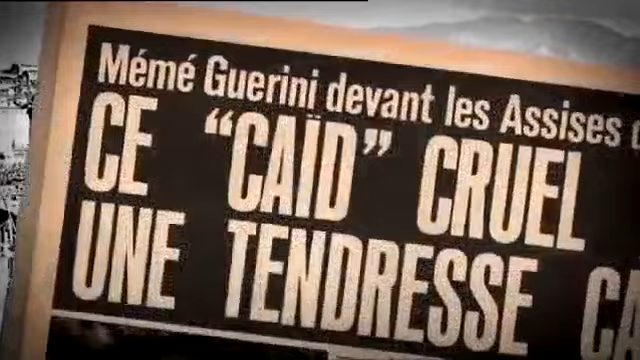 Mémé Guerini devant les Assises
CE “CAÏD” CRUEL
UNE TENDRESSE